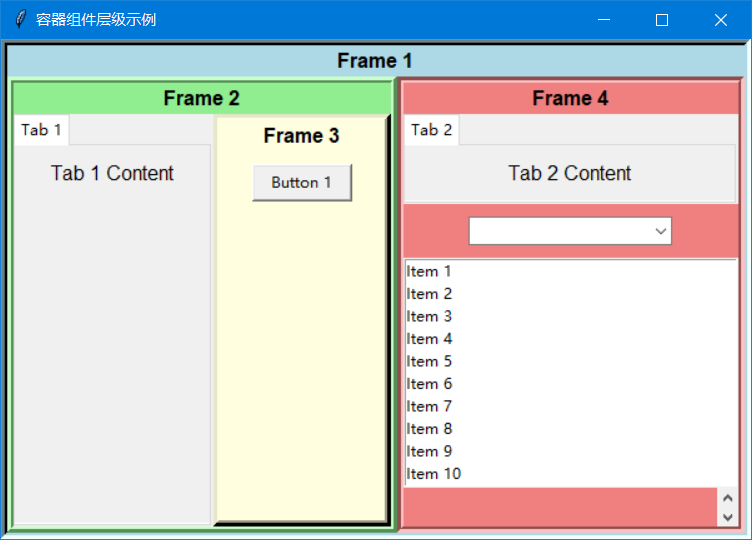 容器组件层级示例
Frame 1
Frame 2
Tab 1
Tab 1 Content
Frame 3
Button 1
Frame 4
Tab 2
Tab 2 Content
Item 1
Item 2
Item 3
Item 4
Item 5
Item 6
Item 7
Item 8
Item 9
Item 10